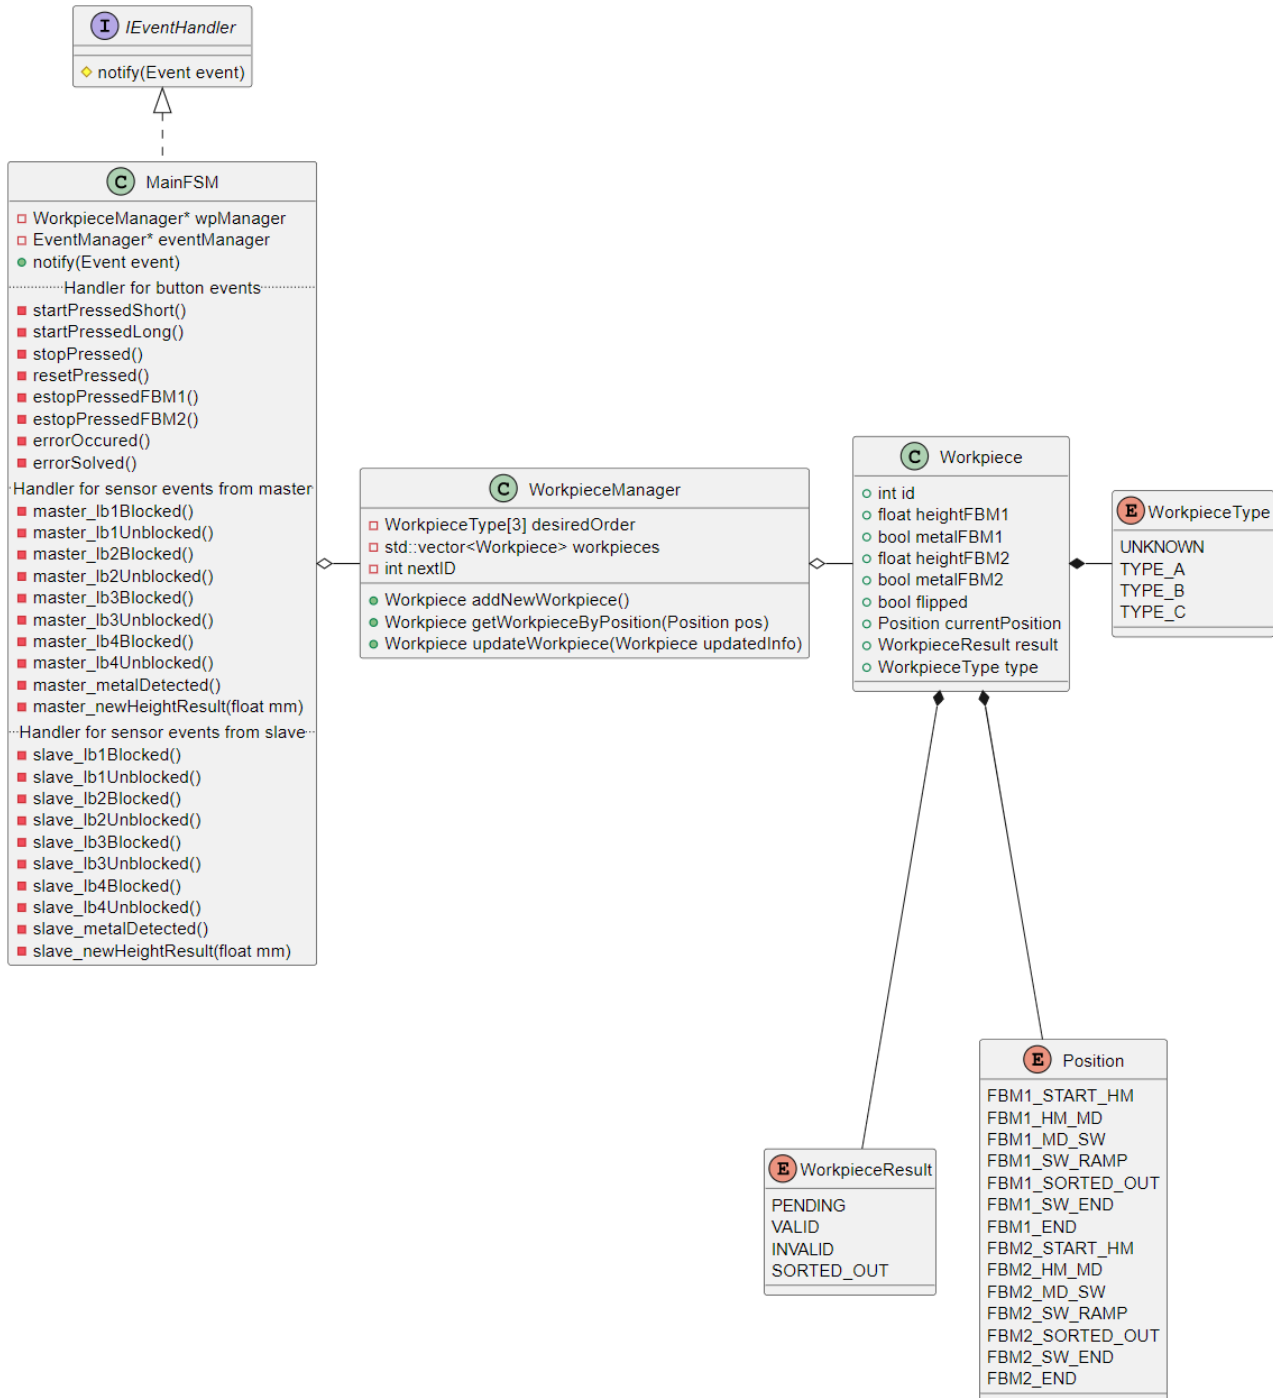 I IEventHandler
notify(Event event)
C MainFSM
WorkpieceManager* wpManager
EventManager* eventManager
notify(Event event)
Handler for button events
startPressedShort()
startPressedLong()
stopPressed()
resetPressed()
estopPressedFBM1()
estopPressedFBM2()
errorOccured()
errorSolved()
Handler for sensor events from master
master_lb1Blocked()
master_lb1Unblocked()
master_lb2Blocked()
master_lb2Unblocked()
master_lb3Blocked()
master_lb3Unblocked()
master_lb4Blocked()
master_lb4Unblocked()
master_metalDetected()
master_newHeightResult(float mm)
Handler for sensor events from slave
slave_lb1Blocked()
slave_lb1Unblocked()
slave_lb2Blocked()
slave_lb2Unblocked()
slave_lb3Blocked()
slave_lb3Unblocked()
slave_lb4Blocked()
slave_lb4Unblocked()
slave_metalDetected()
slave_newHeightResult(float mm)
C WorkpieceManager
WorkpieceType[3] desiredOrder
std::vector<Workpiece> workpieces
int nextID
Workpiece addNewWorkpiece()
Workpiece getWorkpieceByPosition(Position pos)
Workpiece updateWorkpiece(Workpiece updatedInfo)
C Workpiece
int id
float heightFBM1
bool metalFBM1
float heightFBM2
bool metalFBM2
bool flipped
Position currentPosition
WorkpieceResult result
WorkpieceType type
E WorkpieceType
UNKNOWN
TYPE_A
TYPE_B
TYPE_C
E WorkpieceResult
PENDING
VALID
INVALID
SORTED_OUT
E Position
FBM1_START_HM
FBM1_HM_MD
FBM1_MD_SW
FBM1_SW_RAMP
FBM1_SORTED_OUT
FBM1_SW_END
FBM1_END
FBM2_START_HM
FBM2_HM_MD
FBM2_MD_SW
FBM2_SW_RAMP
FBM2_SORTED_OUT
FBM2_SW_END
FBM2_END